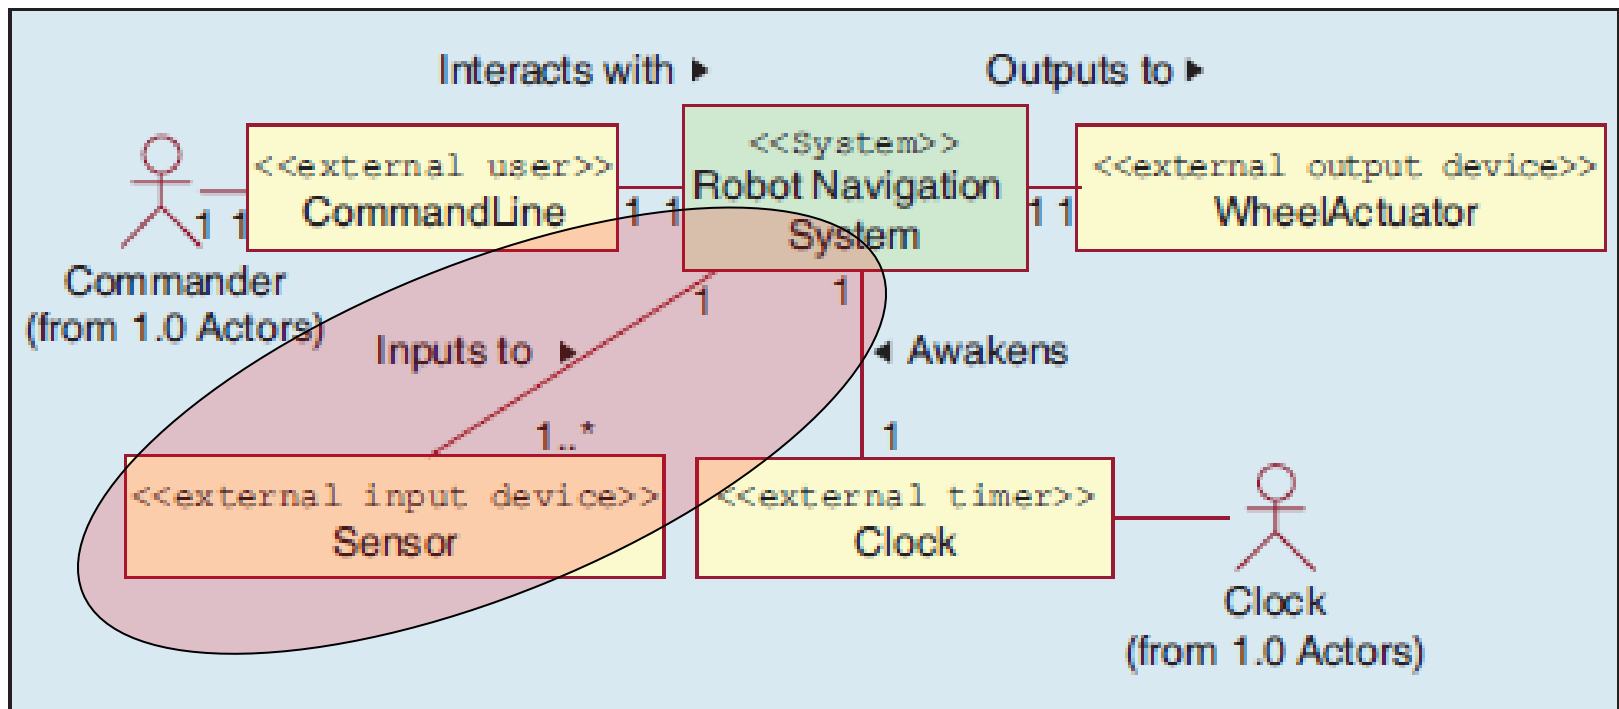 Interacts with ▶
Outputs to ▶
<<external user>>
CommandLine
<<System>>
Robot Navigation
System
<<external output device>>
WheelActuator
1 1
1 1
1 1
Commander
(from 1.0 Actors)
1
1
Inputs to ▶
◀ Awakens
1..*
1
<<external input device>>
Sensor
<<external timer>>
Clock
Clock
(from 1.0 Actors)